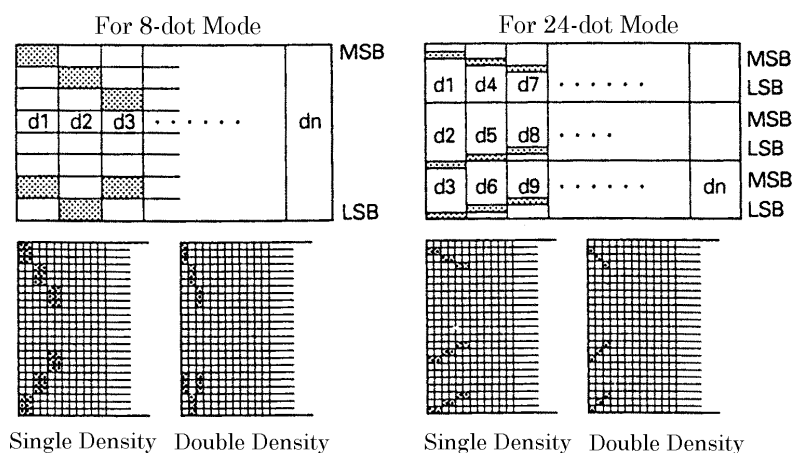 For 8-dot Mode
MSB
d1 d2 d3 · · · · · · dn
LSB
Single Density Double Density
For 24-dot Mode
MSB
d1 d4 d7 · · · · · · LSB
MSB
d2 d5 d8 · · · ·
LSB
d3 d6 d9 · · · · · · dn MSB
LSB
Single Density Double Density